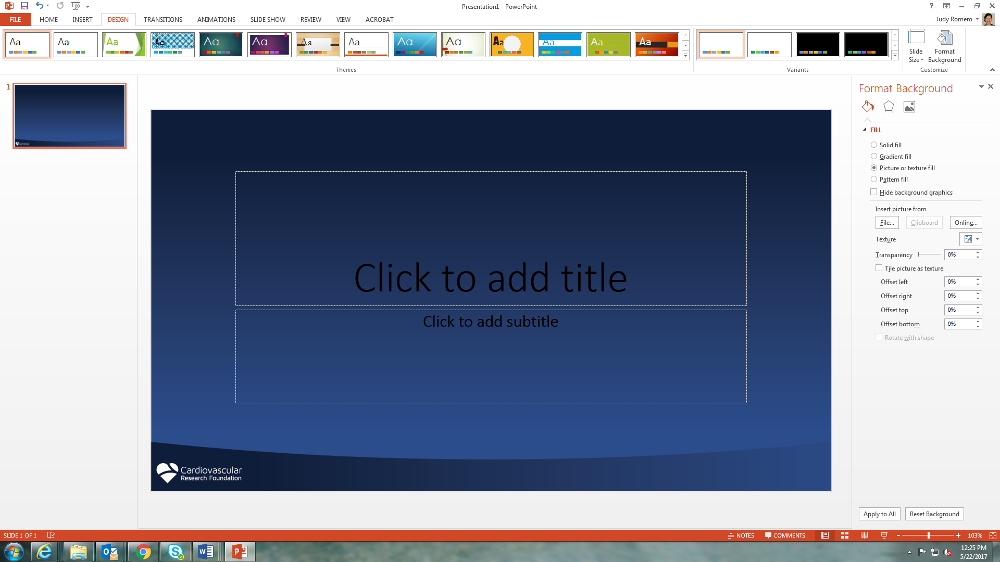 Presentation1 - PowerPoint
?
FILE HOME INSERT DESIGN TRANSITIONS ANIMATIONS SLIDE SHOW REVIEW VIEW ACROBAT
Judy Romero
Aa Aa Aa Aa Aa Aa Aa Aa Aa Aa Aa Aa Aa Aa
Slide
Size
Format
Background
Themes
Variants
Customize
1
Cardiovascular
Research Foundation
Click to add title
Click to add subtitle
Cardiovascular
Research Foundation
Format Background
FILL
Solid fill
Gradient fill
Picture or texture fill
Pattern fill
Hide background graphics
Insert picture from
File... Clipboard Online...
Texture
Transparency 0%
Tile picture as texture
Offset left 0%
Offset right 0%
Offset top 0%
Offset bottom 0%
Rotate with shape
Apply to All Reset Background
SLIDE 1 OF 1
NOTES COMMENTS
103%
12:25 PM
5/22/2017